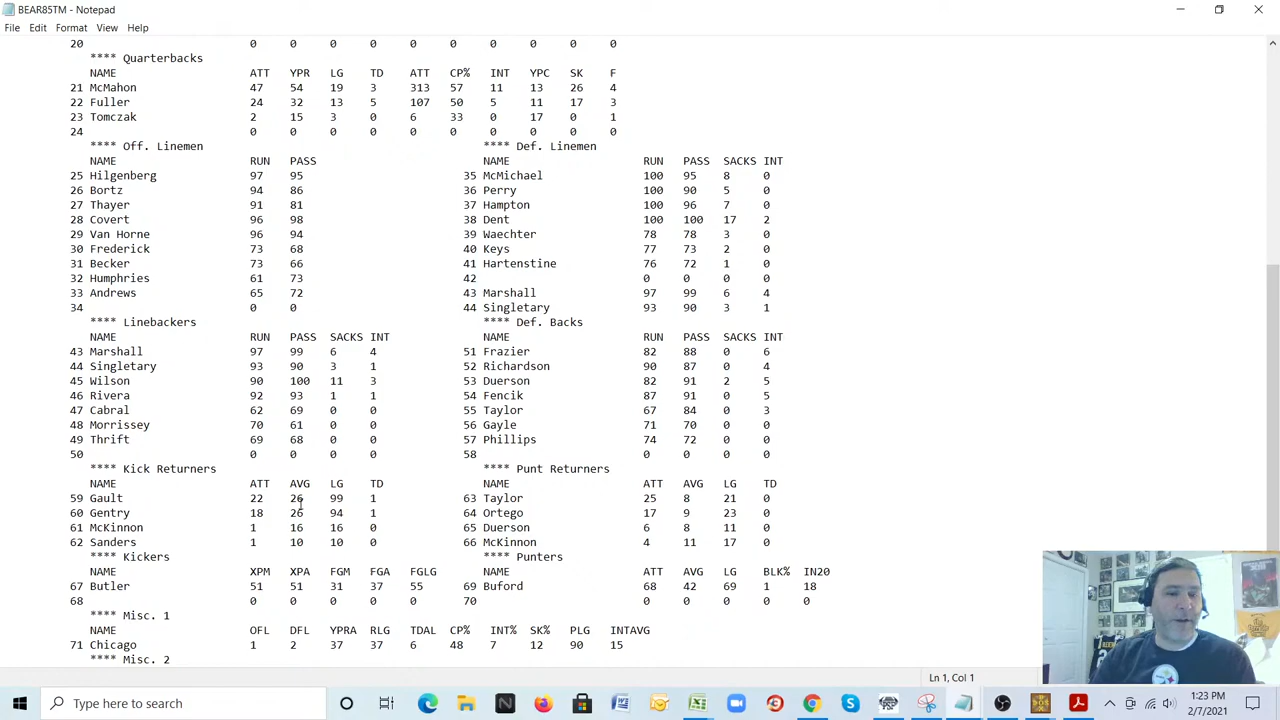 BEAR85TM - Notepad
File Edit Format View Help
20 0 0 0 0 0 0 0 0 0 0
**** Quarterbacks
NAME ATT YPR LG TD ATT CP% INT YPC SK F
21 McMahon 47 54 19 3 313 57 11 13 26 4
22 Fuller 24 32 13 5 107 50 5 11 17 3
23 Tomczak 2 15 3 0 6 33 0 17 0 1
24 0 0 0 0 0 0 0 0 0 0
**** Off. Linemen **** Def. Linemen
NAME RUN PASS NAME RUN PASS SACKS INT
25 Hilgenberg 97 95 35 McMichael 100 95 8 0
26 Bortz 94 86 36 Perry 100 90 5 0
27 Thayer 91 81 37 Hampton 100 96 7 0
28 Covert 96 98 38 Dent 100 100 17 2
29 Van Horne 96 94 39 Waechter 78 78 3 0
30 Frederick 73 68 40 Keys 77 73 2 0
31 Becker 73 66 41 Hartenstine 76 72 1 0
32 Humphries 61 73 42 0 0 0 0
33 Andrews 65 72 43 Marshall 97 99 6 4
34 0 0 44 Singletary 93 90 3 1
**** Linebackers **** Def. Backs
NAME RUN PASS SACKS INT NAME RUN PASS SACKS INT
43 Marshall 97 99 6 4 51 Frazier 82 88 0 6
44 Singletary 93 90 3 1 52 Richardson 90 87 0 4
45 Wilson 90 100 11 3 53 Duerson 82 91 2 5
46 Rivera 92 93 1 1 54 Fencik 87 91 0 5
47 Cabral 62 69 0 0 55 Taylor 67 84 0 3
48 Morrissey 70 61 0 0 56 Gayle 71 70 0 0
49 Thrift 69 68 0 0 57 Phillips 74 72 0 0
50 0 0 0 0 58 0 0 0 0
**** Kick Returners **** Punt Returners
NAME ATT AVG LG TD NAME ATT AVG LG TD
59 Gault 22 26 99 1 63 Taylor 25 8 21 0
60 Gentry 18 26 94 1 64 Ortego 17 9 23 0
61 McKinnon 1 16 16 0 65 Duerson 6 8 11 0
62 Sanders 1 10 10 0 66 McKinnon 4 11 17 0
**** Kickers **** Punters
NAME XPM XPA FGM FGA FGLG NAME ATT AVG LG BLK% IN20
67 Butler 51 51 31 37 55 69 Buford 68 42 69 1 18
68 0 0 0 0 0 70 0 0 0 0 0
**** Misc. 1
NAME OFL DFL YPRA RLG TDAL CP% INT% SK% PLG INTAVG
71 Chicago 1 2 37 37 6 48 7 12 90 15
**** Misc. 2
Ln 1, Col 1
Type here to search
1:23 PM
2/7/2021